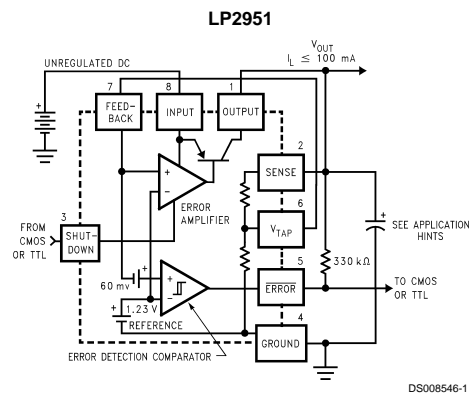 LP2951
UNREGULATED DC
V_OUT
I_L ≤ 100 mA
7
8
1
FEED-
BACK
INPUT
OUTPUT
2
SENSE
ERROR
AMPLIFIER
6
V_TAP
SEE APPLICATION
HINTS
FROM
CMOS
OR TTL
3
SHUT-
DOWN
330 kΩ
5
ERROR
TO CMOS
OR TTL
60 mv
1.23 V
REFERENCE
4
GROUND
ERROR DETECTION COMPARATOR
DS008546-1